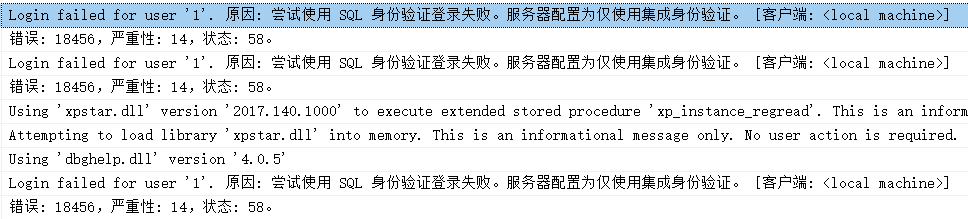 Login failed for user '1'. 原因: 尝试使用 SQL 身份验证登录失败。服务器配置为仅使用集成身份验证。 [客户端: <local machine>]
错误: 18456，严重性: 14，状态: 58。
Login failed for user '1'. 原因: 尝试使用 SQL 身份验证登录失败。服务器配置为仅使用集成身份验证。 [客户端: <local machine>]
错误: 18456，严重性: 14，状态: 58。
Using 'xpstar.dll' version '2017.140.1000' to execute extended stored procedure 'xp_instance_regread'. This is an inform
Attempting to load library 'xpstar.dll' into memory. This is an informational message only. No user action is required.
Using 'dbghelp.dll' version '4.0.5'
Login failed for user '1'. 原因: 尝试使用 SQL 身份验证登录失败。服务器配置为仅使用集成身份验证。 [客户端: <local machine>]
错误: 18456，严重性: 14，状态: 58。